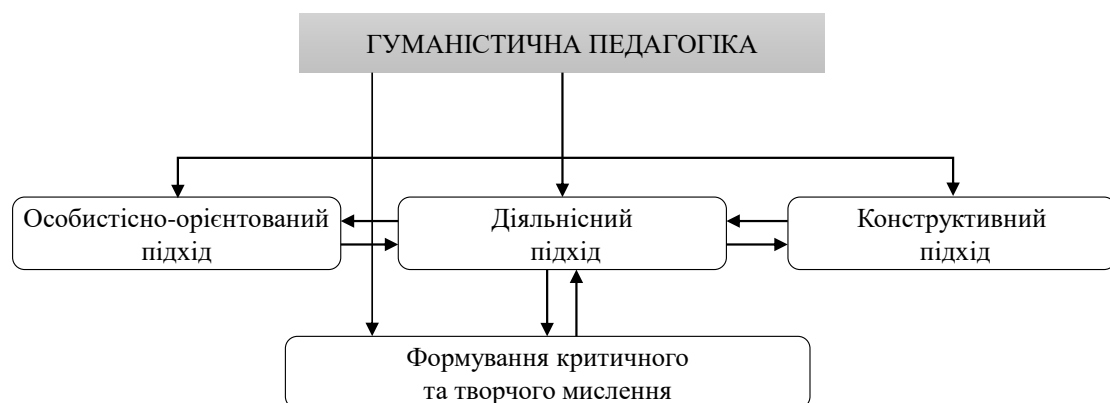 ГУМАНІСТИЧНА ПЕДАГОГІКА
Особистісно-орієнтований
підхід
Діяльнісний
підхід
Конструктивний
підхід
Формування критичного
та творчого мислення